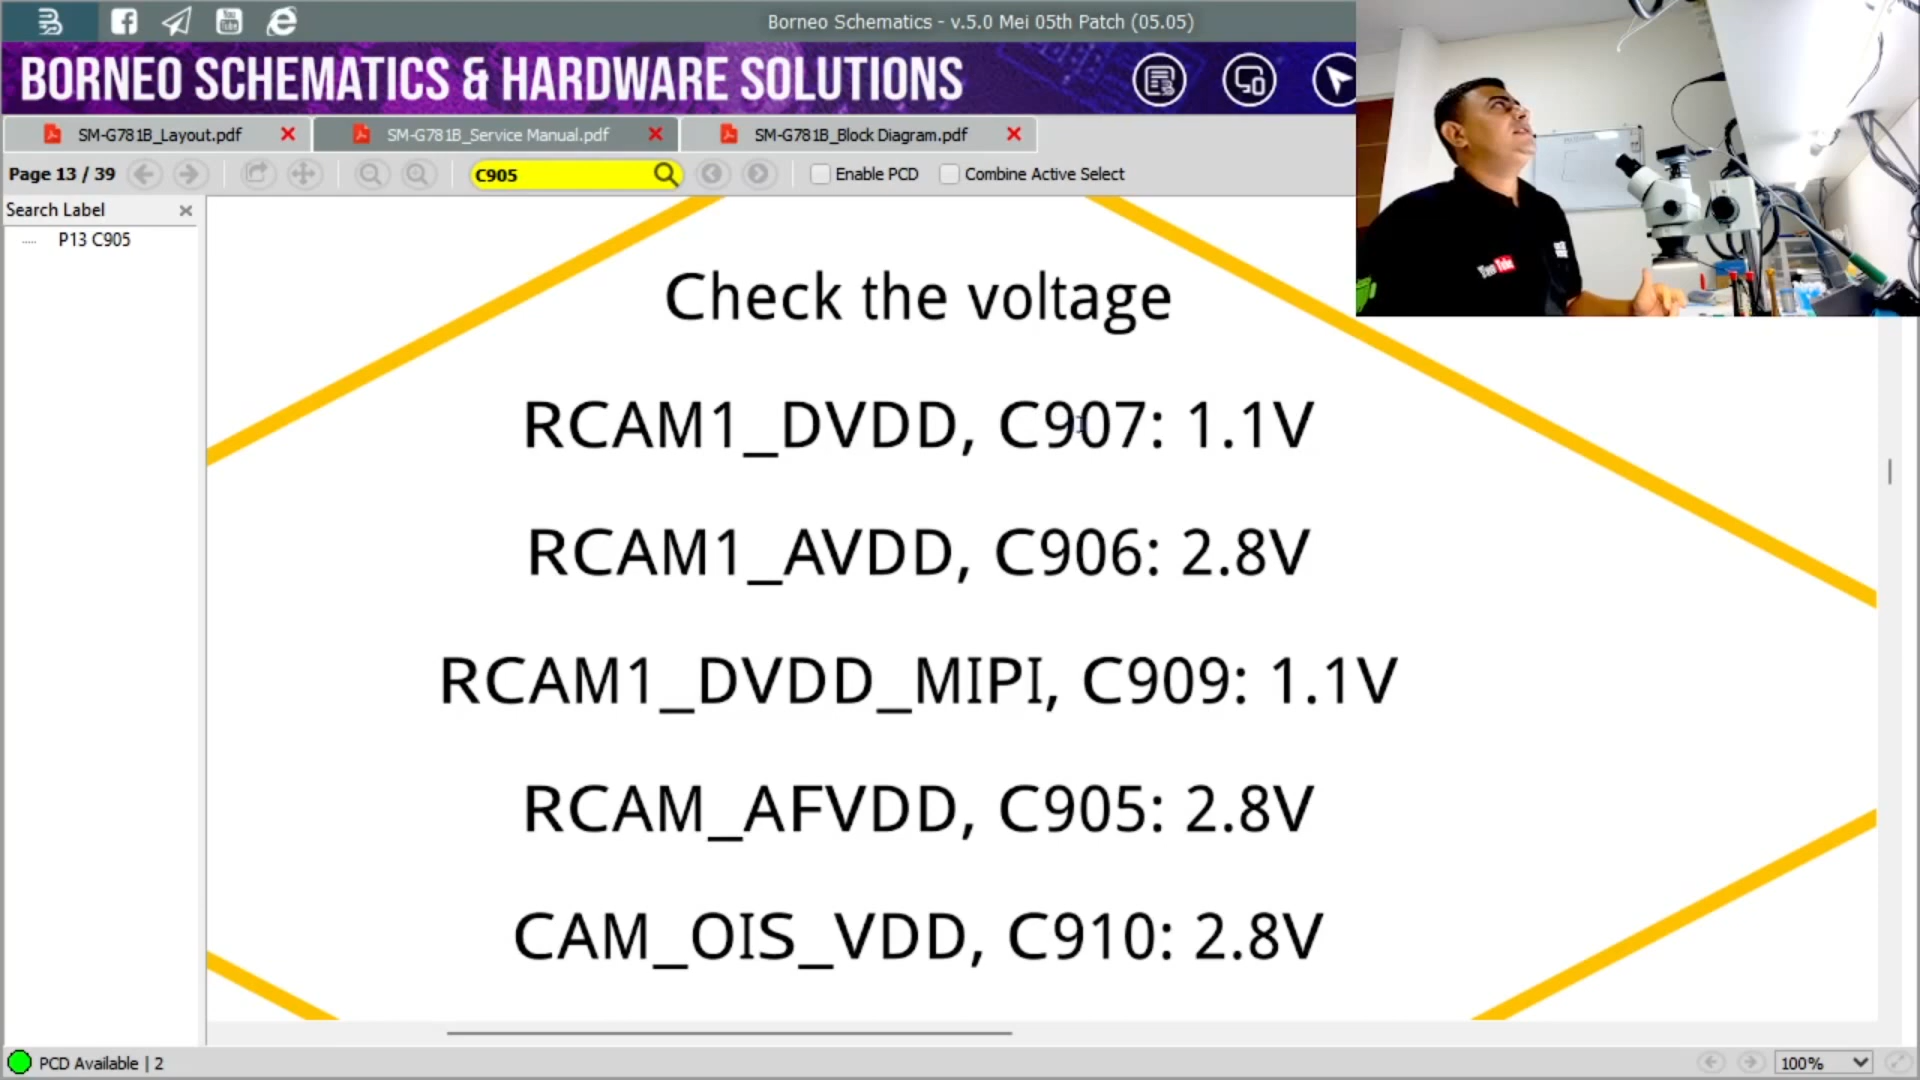 Borneo Schematics - v.5.0 Mei 05th Patch (05.05)
BORNEO SCHEMATICS & HARDWARE SOLUTIONS
SM-G781B_Layout.pdf
SM-G781B_Service Manual.pdf
SM-G781B_Block Diagram.pdf
Page 13 / 39
C905
Enable PCD
Combine Active Select
Search Label
P13 C905
Check the voltage
RCAM1_DVDD, C907: 1.1V
RCAM1_AVDD, C906: 2.8V
RCAM1_DVDD_MIPI, C909: 1.1V
RCAM_AFVDD, C905: 2.8V
CAM_OIS_VDD, C910: 2.8V
You Tube
PCD Available | 2
100%